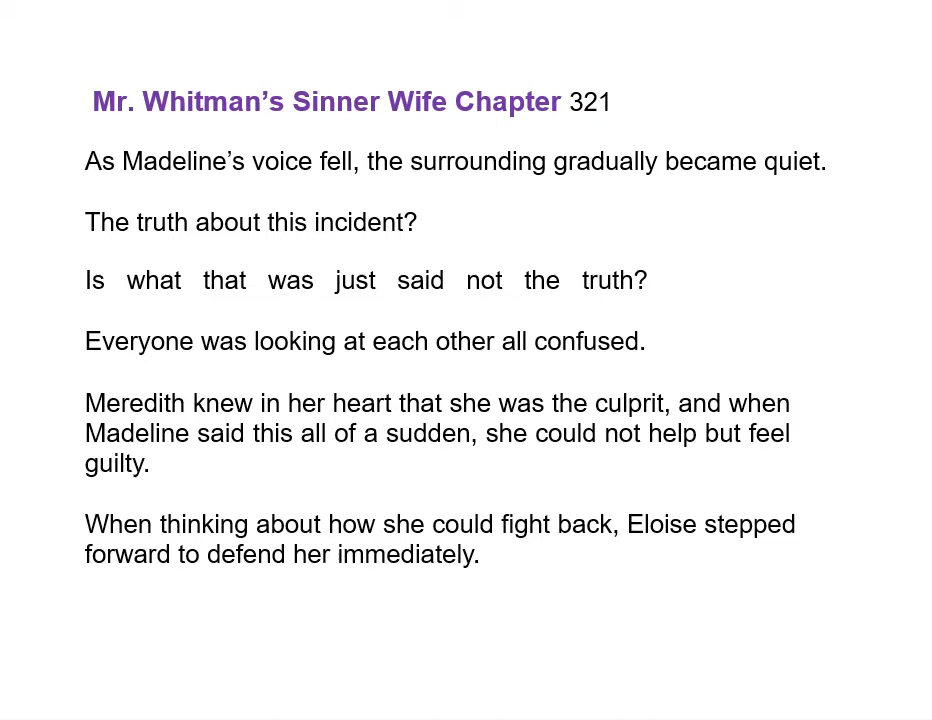 Mr. Whitman’s Sinner Wife Chapter 321
As Madeline’s voice fell, the surrounding gradually became quiet.
The truth about this incident?
Is what that was just said not the truth?
Everyone was looking at each other all confused.
Meredith knew in her heart that she was the culprit, and when
Madeline said this all of a sudden, she could not help but feel
guilty.
When thinking about how she could fight back, Eloise stepped
forward to defend her immediately.